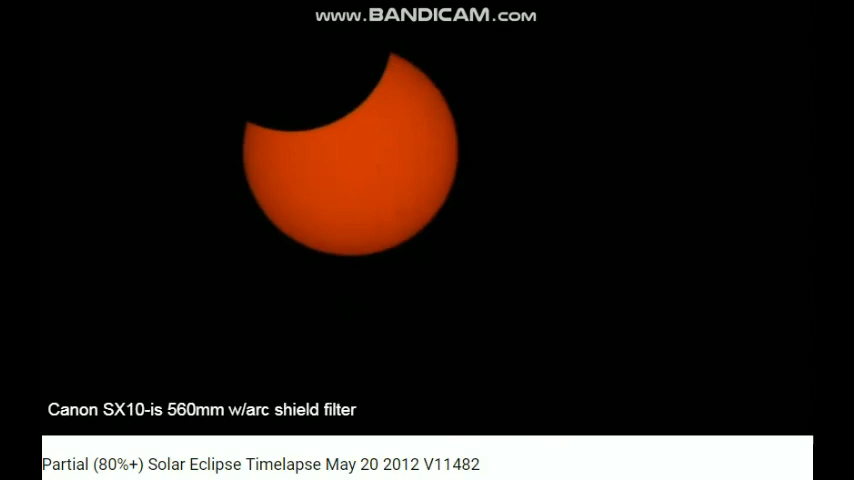 www.BANDICAM.com
Canon SX10-is 560mm w/arc shield filter
Partial (80%+) Solar Eclipse Timelapse May 20 2012 V11482